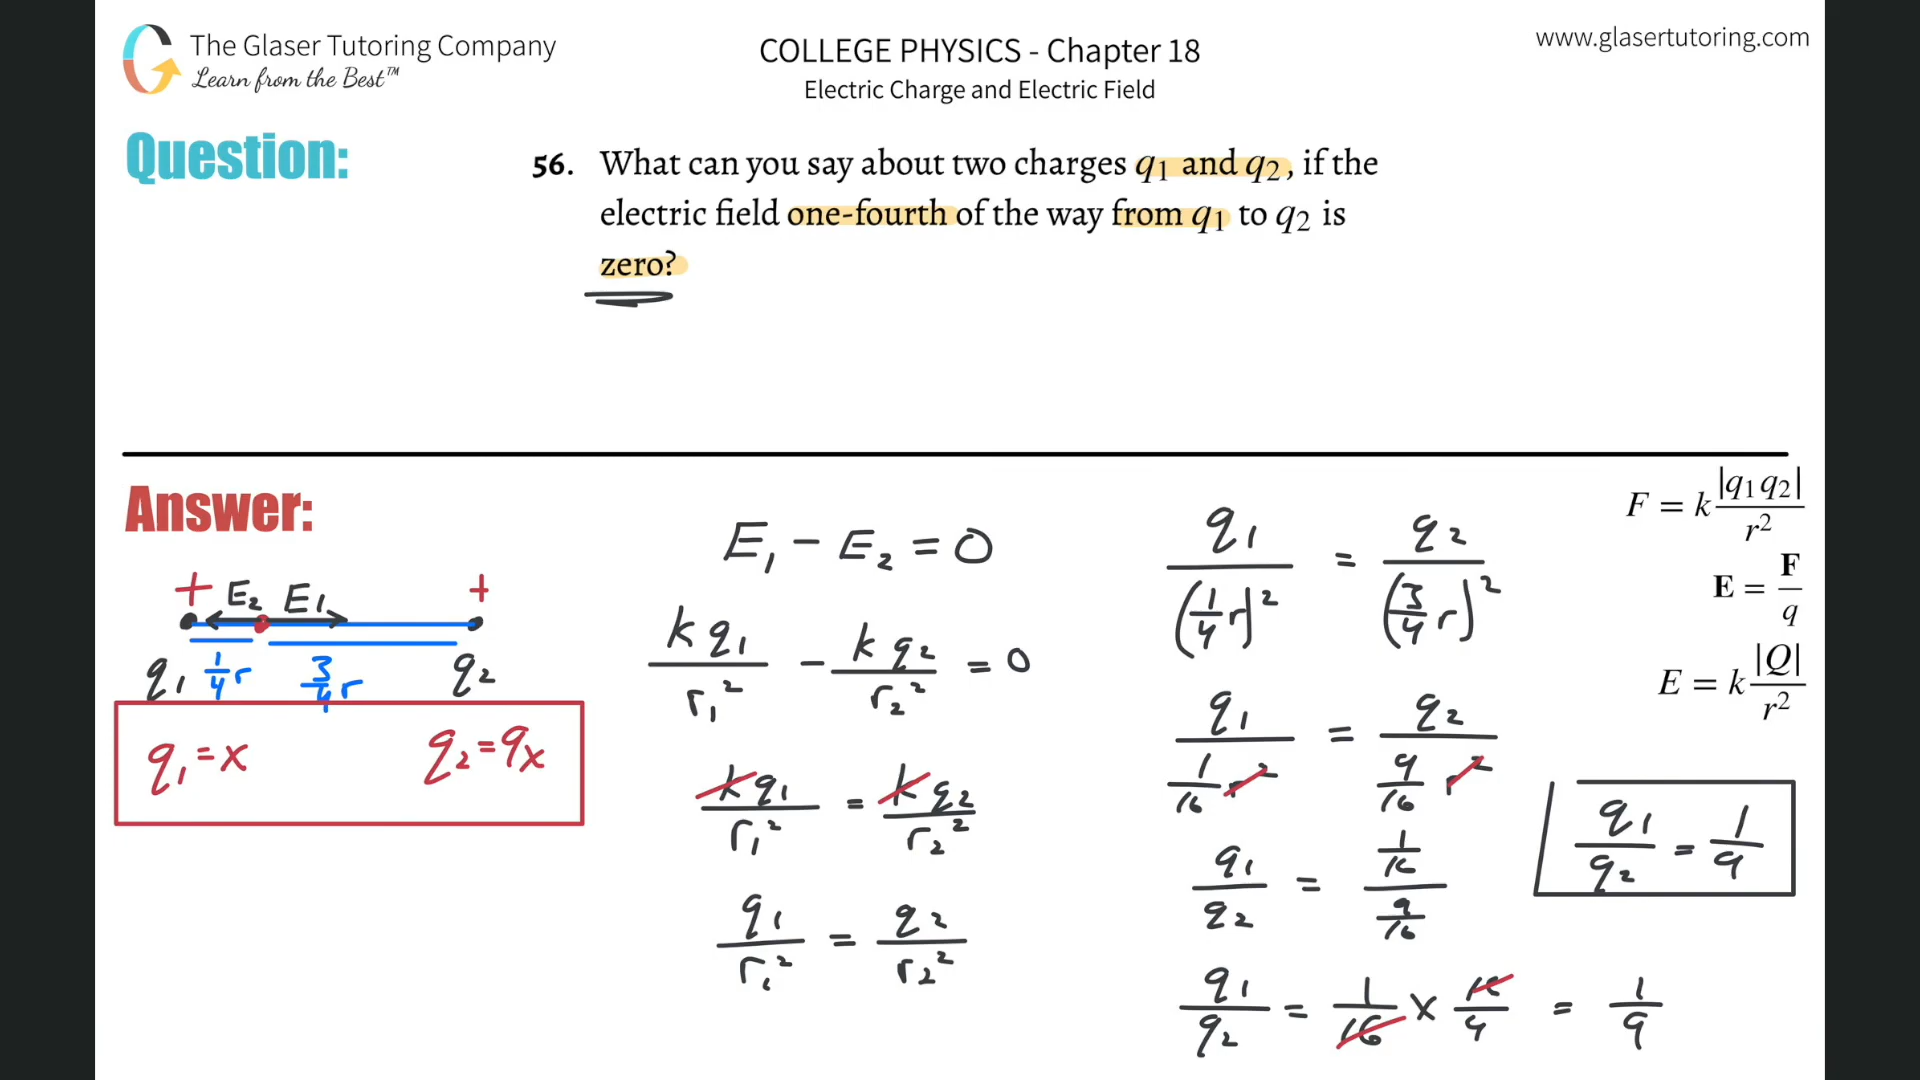 The Glaser Tutoring Company
Learn from the Best™
COLLEGE PHYSICS - Chapter 18
Electric Charge and Electric Field
www.glasertutoring.com
Question:
56. What can you say about two charges q₁ and q₂, if the
electric field one-fourth of the way from q₁ to q₂ is
zero?
Answer:
+ E₂ E₁ +
q₁ 1/4 r 3/4 r q₂
q₁ = x q₂ = 9x
E₁ - E₂ = 0
kq₁/r₁² - kq₂/r₂² = 0
kq₁/r₁² = kq₂/r₂²
q₁/r₁² = q₂/r₂²
q₁/(1/4 r)² = q₂/(3/4 r)²
q₁/(1/16 r²) = q₂/(9/16 r²)
q₁/q₂ = (1/16)/(9/16)
q₁/q₂ = 1/16 x 16/9 = 1/9
q₁/q₂ = 1/9
F = k |q₁q₂|/r²
E = F/q
E = k |Q|/r²